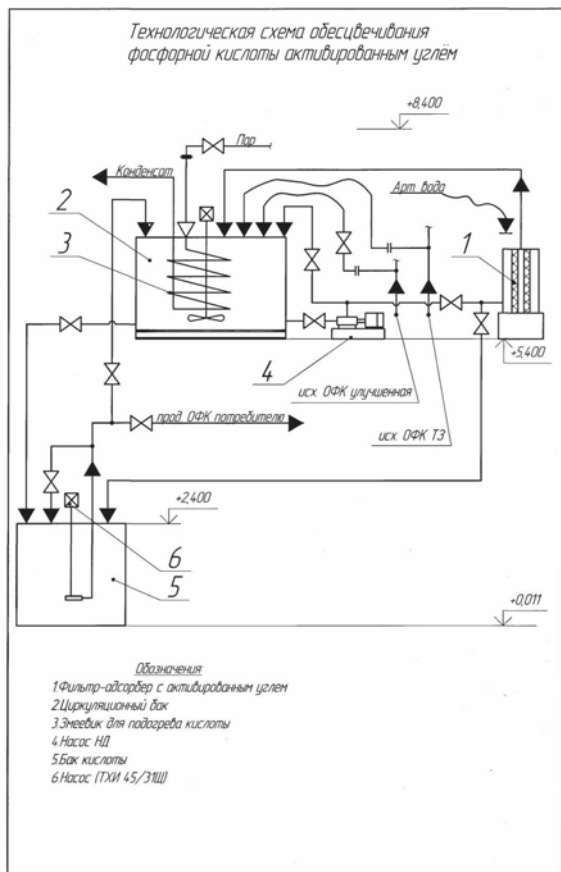 Технологическая схема обесцвечивания
фосфорной кислоты активированным углём
+8,400
Пар
Конденсат
Арт. вода
2
3
1
4
+5,400
исх. ОФК улучшенная
исх. ОФК ТЗ
прод. ОФК потребителю
+2,400
6
5
+0,011
Обозначения
1.Фильтр-адсорбер с активированным углем
2.Циркуляционный бак
3.Змеевик для подогрева кислоты
4.Насос НД
5.Бак кислоты
6.Насос (ТХИ 45/31Щ)